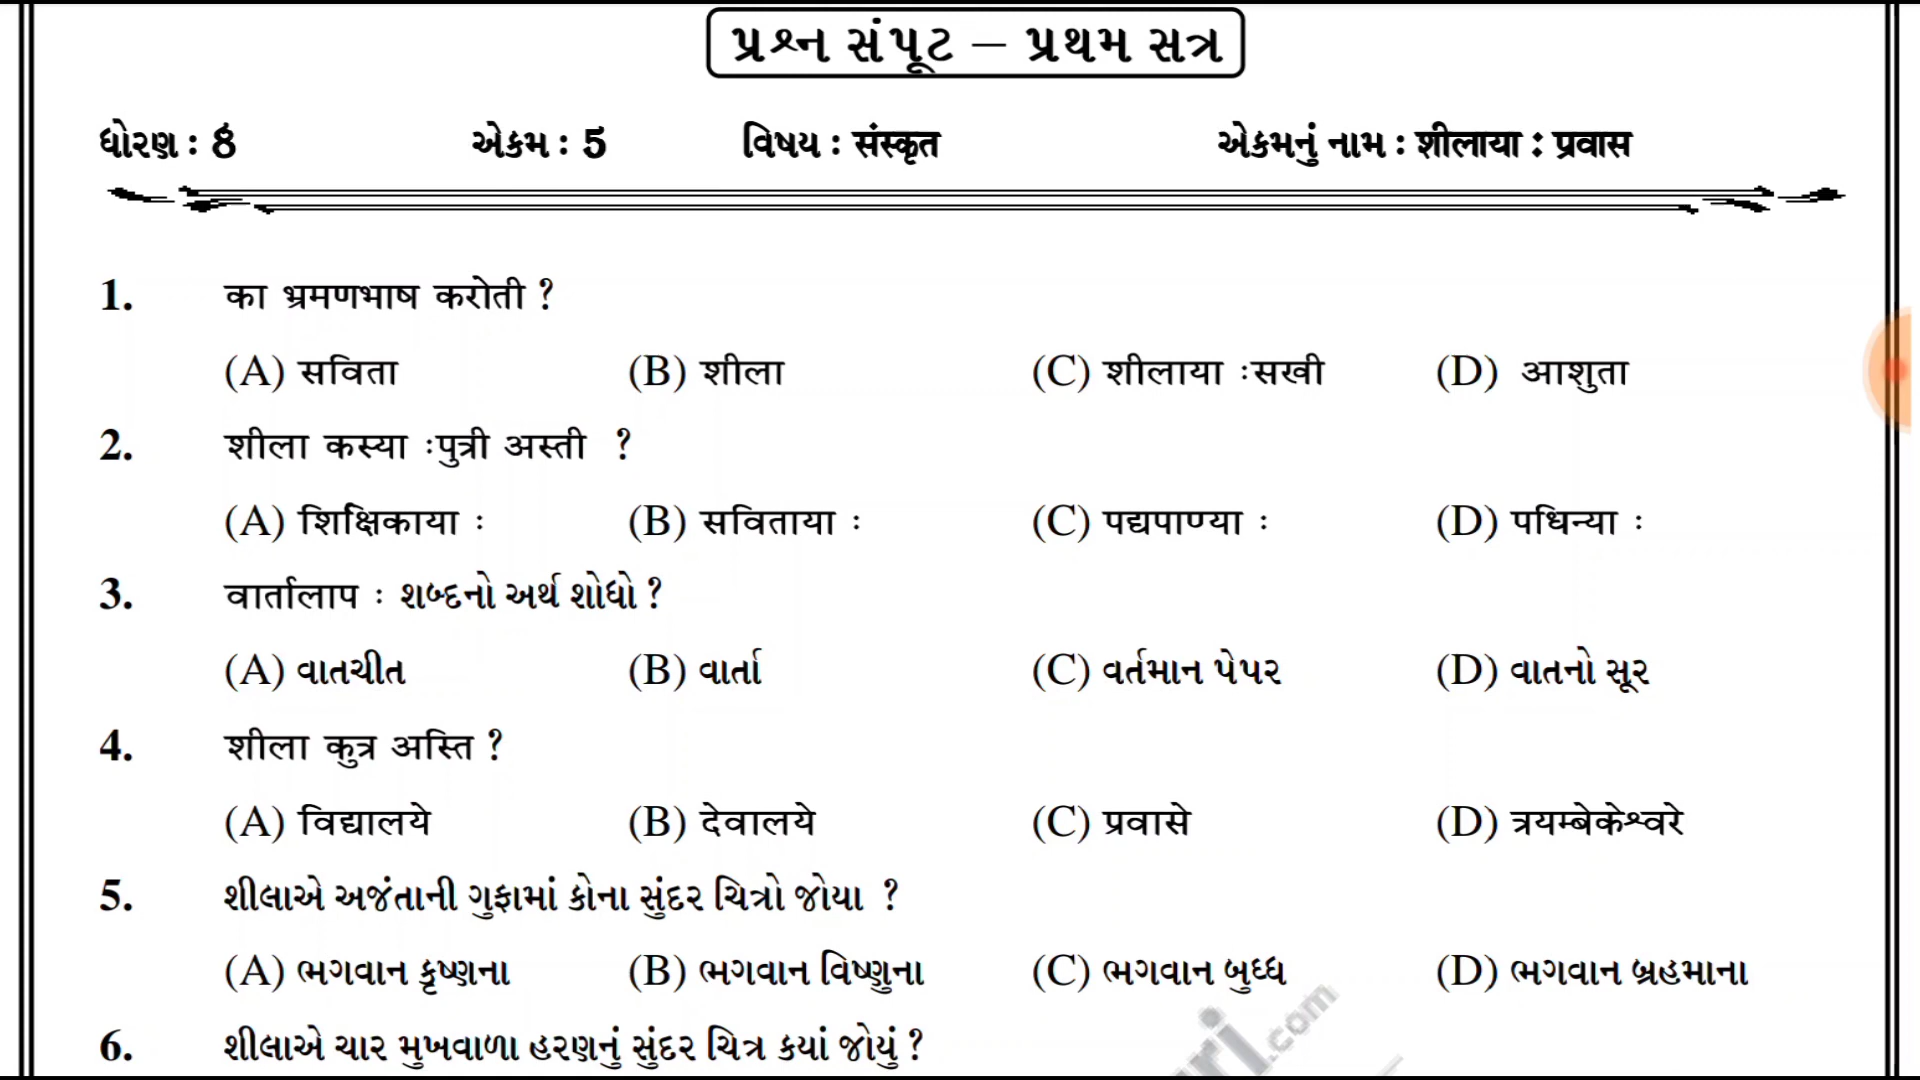 પ્રશ્ન સંપૂટ – પ્રથમ સત્ર
ધોરણ : 8 એકમ : 5 વિષય : संस्कृत એકમનું નામ : शीलाया : प्रवास
1. का भ्रमणभाष करोती ?
(A) सविता (B) शीला (C) शीलाया ःसखी (D) आशुता
2. शीला कस्या ःपुत्री अस्ती ?
(A) शिक्षिकाया ः (B) सविताया ः (C) पद्यपाण्या ः (D) पधिन्या ः
3. वार्तालाप ः શબ્દનો અર્થ શોધો ?
(A) વાતચીત (B) વાર્તા (C) વર્તમાન પેપર (D) વાતનો સૂર
4. शीला कुत्र अस्ति ?
(A) विद्यालये (B) देवालये (C) प्रवासे (D) त्रयम्बेकेश्वरे
5. શીલાએ અજંતાની ગુફામાં કોના સુંદર ચિત્રો જોયા ?
(A) ભગવાન કૃષ્ણના (B) ભગવાન વિષ્ણુના (C) ભગવાન બુધ્ધ (D) ભગવાન બ્રહમાના
6. શીલાએ ચાર મુખવાળા હરણનું સુંદર ચિત્ર કયાં જોયું ?